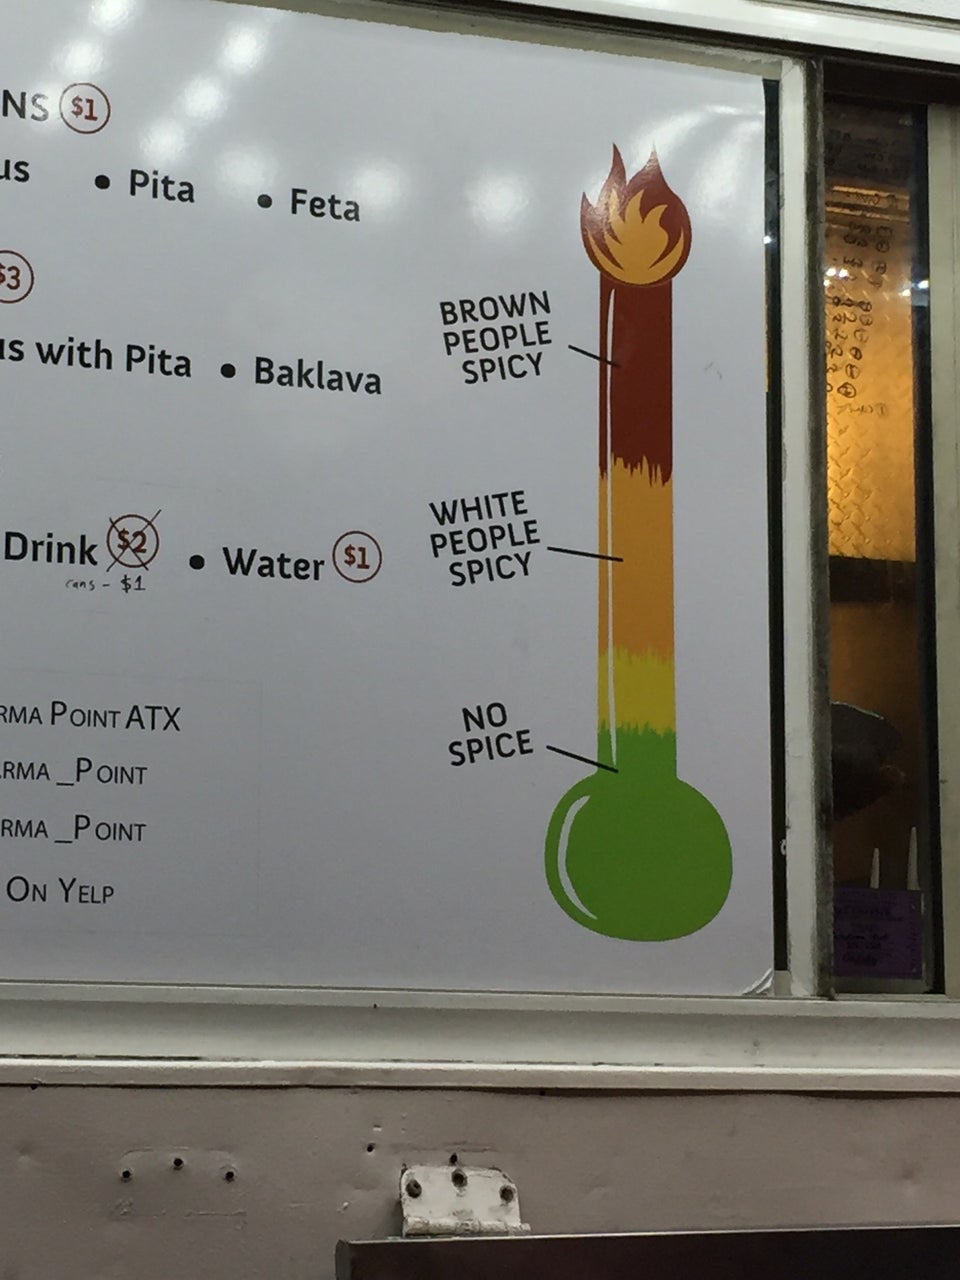 NS $1
us • Pita • Feta
$3
us with Pita • Baklava
Drink $2 • Water $1
cans - $1
RMA POINT ATX
RMA _POINT
RMA _POINT
ON YELP
BROWN
PEOPLE
SPICY
WHITE
PEOPLE
SPICY
NO
SPICE